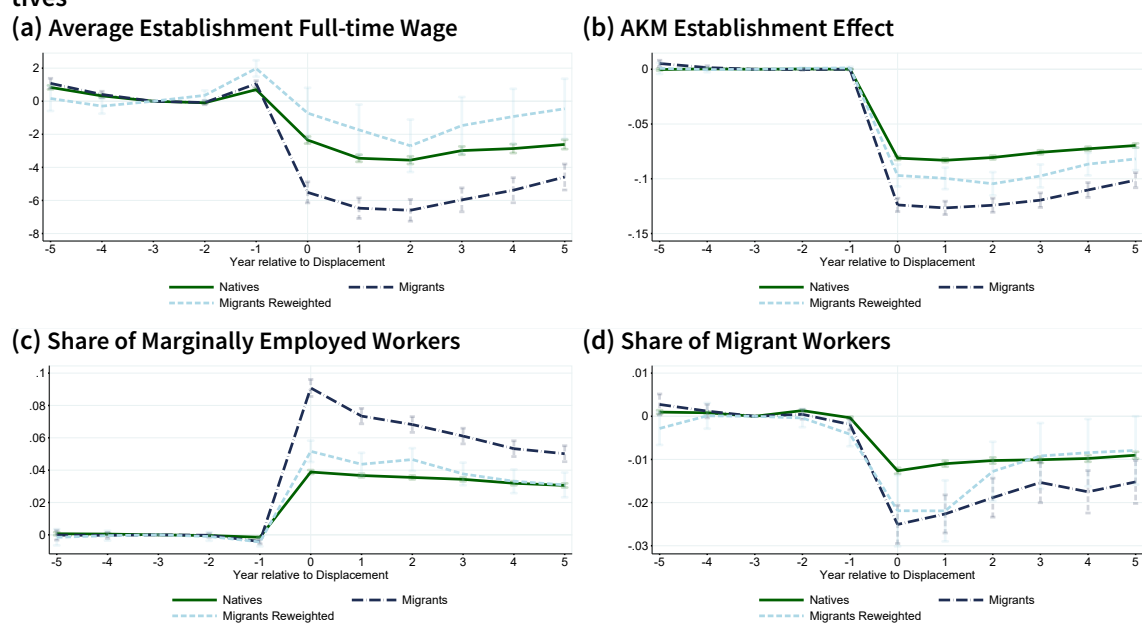 tives
(a) Average Establishment Full-time Wage
2
0
-2
-4
-6
-8
-5 -4 -3 -2 -1 0 1 2 3 4 5
Year relative to Displacement
Natives Migrants
Migrants Reweighted
(b) AKM Establishment Effect
0
-.05
-.1
-.15
-5 -4 -3 -2 -1 0 1 2 3 4 5
Year relative to Displacement
Natives Migrants
Migrants Reweighted
(c) Share of Marginally Employed Workers
.1
.08
.06
.04
.02
0
-5 -4 -3 -2 -1 0 1 2 3 4 5
Year relative to Displacement
Natives Migrants
Migrants Reweighted
(d) Share of Migrant Workers
.01
0
-.01
-.02
-.03
-5 -4 -3 -2 -1 0 1 2 3 4 5
Year relative to Displacement
Natives Migrants
Migrants Reweighted